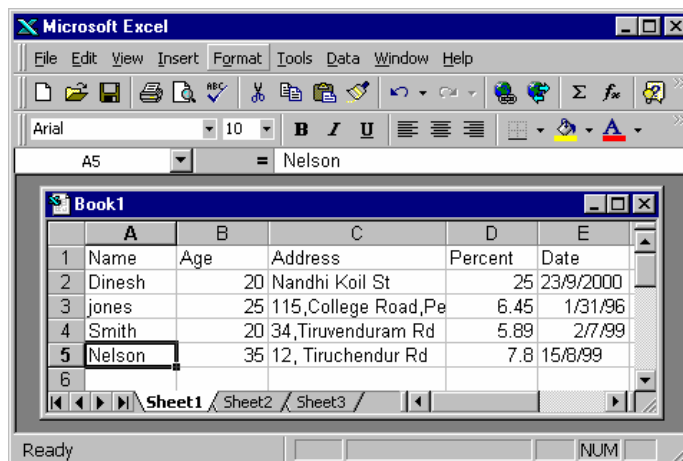 Microsoft Excel
File Edit View Insert Format Tools Data Window Help
ABC Σ fx ?
Arial 10 B I U A
A5 = Nelson
Book1
A B C D E
1 Name Age Address Percent Date
2 Dinesh 20 Nandhi Koil St 25 23/9/2000
3 jones 25 115,College Road,Pe 6.45 1/31/96
4 Smith 20 34,Tiruvenduram Rd 5.89 2/7/99
5 Nelson 35 12, Tiruchendur Rd 7.8 15/8/99
6
Sheet1 Sheet2 Sheet3
Ready NUM